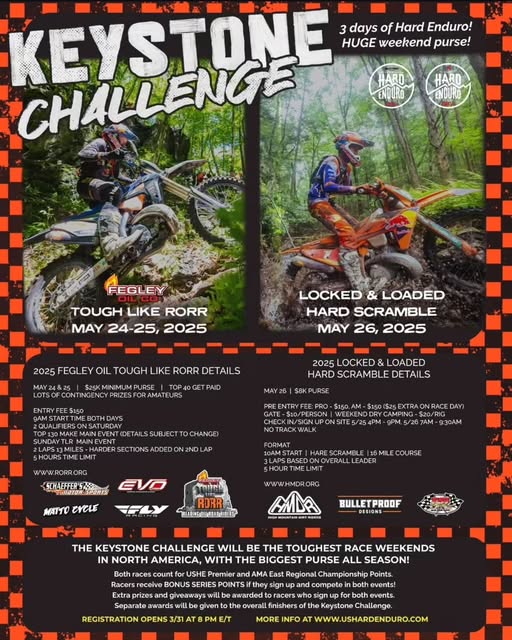 KEYSTONE
CHALLENGE
3 days of Hard Enduro!
HUGE weekend purse!
HARD
ENDURO
HARD
ENDURO
FEGLEY
OIL CO
TOUGH LIKE RORR
MAY 24-25, 2025
LOCKED & LOADED
HARD SCRAMBLE
MAY 26, 2025
2025 FEGLEY OIL TOUGH LIKE RORR DETAILS
MAY 24 & 25 | $25K MINIMUM PURSE | TOP 40 GET PAID
LOTS OF CONTINGENCY PRIZES FOR AMATEURS
ENTRY FEE $150
9AM START TIME BOTH DAYS
2 QUALIFIERS ON SATURDAY
TOP 130 MAKE MAIN EVENT (DETAILS SUBJECT TO CHANGE)
SUNDAY TLR MAIN EVENT
2 LAPS 13 MILES - HARDER SECTIONS ADDED ON 2ND LAP
5 HOURS TIME LIMIT
WWW.RORR.ORG
SCHAEFFER'S
MOTOR SPORTS
EVO
MATTO CYCLE
FLY
RACING
TOUGH
LIKE
RORR
2025 LOCKED & LOADED
HARD SCRAMBLE DETAILS
MAY 26 | $8K PURSE
PRE ENTRY FEE: PRO - $150, AM - $150 ($25 EXTRA ON RACE DAY)
GATE - $10/PERSON | WEEKEND DRY CAMPING - $20/RIG
CHECK IN/SIGN UP ON SITE 5/25 4PM - 9PM. 5/26 7AM - 9:30AM
NO TRACK WALK
FORMAT
10AM START | HARE SCRAMBLE | 16 MILE COURSE
3 LAPS BASED ON OVERALL LEADER
5 HOUR TIME LIMIT
WWW.HMDR.ORG
HMDR
HIGH MOUNTAIN DIRT RIDERS
BULLETPROOF
DESIGNS
THE KEYSTONE CHALLENGE WILL BE THE TOUGHEST RACE WEEKENDS
IN NORTH AMERICA, WITH THE BIGGEST PURSE ALL SEASON!
Both races count for USHE Premier and AMA East Regional Championship Points.
Racers receive BONUS SERIES POINTS if they sign up and compete in both events!
Extra prizes and giveaways will be awarded to racers who sign up for both events.
Separate awards will be given to the overall finishers of the Keystone Challenge.
REGISTRATION OPENS 3/31 AT 8 PM E/T MORE INFO AT WWW.USHARDENDURO.COM